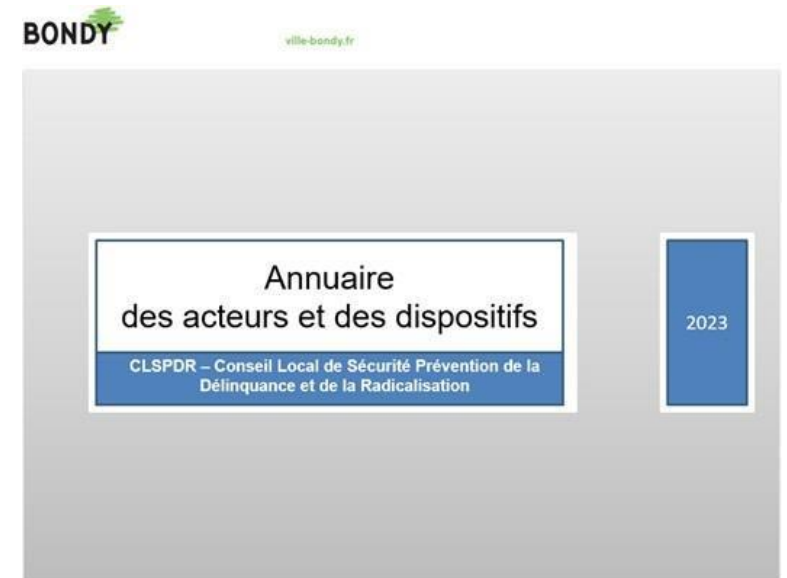 BONDY
ville-bondy.fr
Annuaire
des acteurs et des dispositifs
2023
CLSPDR – Conseil Local de Sécurité Prévention de la
Délinquance et de la Radicalisation